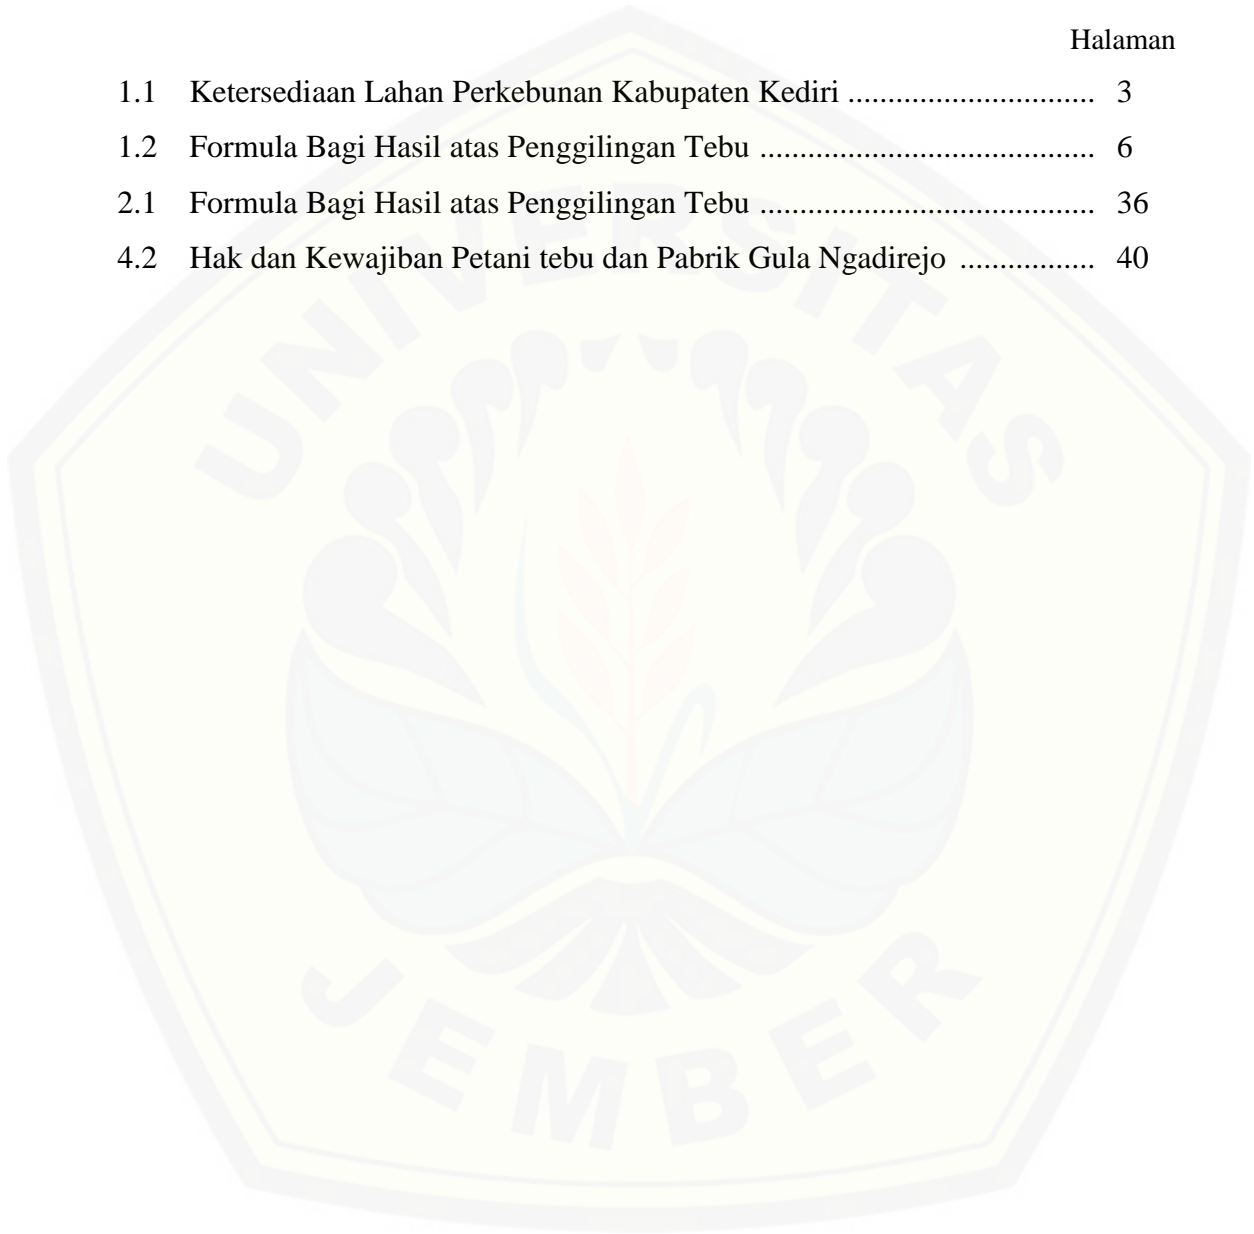 Halaman
1.1 Ketersediaan Lahan Perkebunan Kabupaten Kediri ............................... 3
1.2 Formula Bagi Hasil atas Penggilingan Tebu .......................................... 6
2.1 Formula Bagi Hasil atas Penggilingan Tebu .......................................... 36
4.2 Hak dan Kewajiban Petani tebu dan Pabrik Gula Ngadirejo ................. 40
UNIVERSITAS
JEMBER